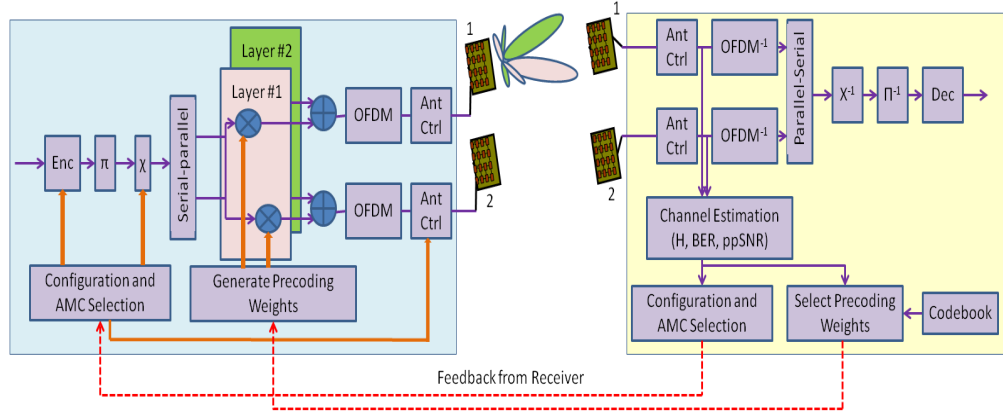 Layer #2
Layer #1
Enc
π
χ
Serial-parallel
OFDM
Ant
Ctrl
1
OFDM
Ant
Ctrl
2
Configuration and
AMC Selection
Generate Precoding
Weights
1
Ant
Ctrl
OFDM⁻¹
2
Ant
Ctrl
OFDM⁻¹
Parallel-Serial
X⁻¹
Π⁻¹
Dec
Channel Estimation
(H, BER, ppSNR)
Configuration and
AMC Selection
Select Precoding
Weights
Codebook
Feedback from Receiver